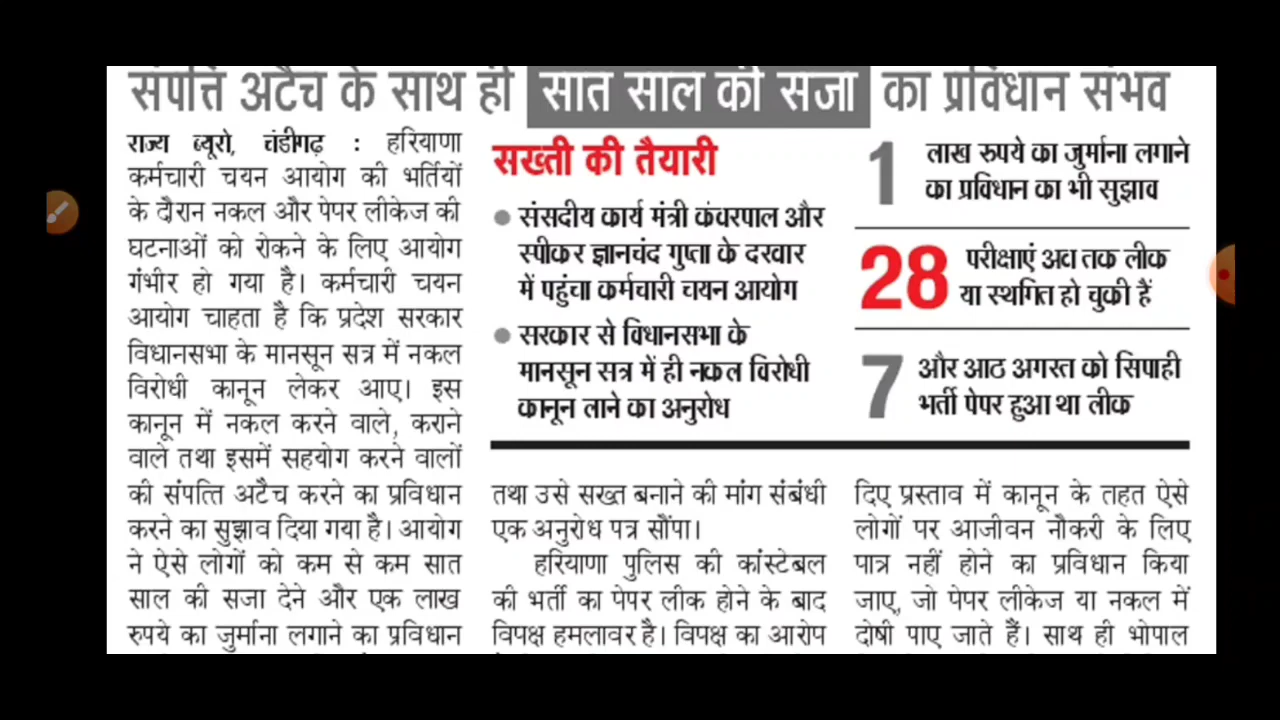 संपत्ति अटैच के साथ ही सात साल की सजा का प्रविधान संभव
राज्य ब्यूरो, चंडीगढ़ : हरियाणा
कर्मचारी चयन आयोग की भर्तियों
के दौरान नकल और पेपर लीकेज की
घटनाओं को रोकने के लिए आयोग
गंभीर हो गया है। कर्मचारी चयन
आयोग चाहता है कि प्रदेश सरकार
विधानसभा के मानसून सत्र में नकल
विरोधी कानून लेकर आए। इस
कानून में नकल करने वाले, कराने
वाले तथा इसमें सहयोग करने वालों
की संपत्ति अटैच करने का प्रविधान
करने का सुझाव दिया गया है। आयोग
ने ऐसे लोगों को कम से कम सात
साल की सजा देने और एक लाख
रुपये का जुर्माना लगाने का प्रविधान
सख्ती की तैयारी
● संसदीय कार्य मंत्री कंवरपाल और
स्पीकर ज्ञानचंद गुप्ता के दरबार
में पहुंचा कर्मचारी चयन आयोग
● सरकार से विधानसभा के
मानसून सत्र में ही नकल विरोधी
कानून लाने का अनुरोध
1 लाख रुपये का जुर्माना लगाने
का प्रविधान का भी सुझाव
28 परीक्षाएं अब तक लीक
या स्थगित हो चुकी हैं
7 और आठ अगस्त को सिपाही
भर्ती पेपर हुआ था लीक
तथा उसे सख्त बनाने की मांग संबंधी
एक अनुरोध पत्र सौंपा।
हरियाणा पुलिस की कांस्टेबल
की भर्ती का पेपर लीक होने के बाद
विपक्ष हमलावर है। विपक्ष का आरोप
दिए प्रस्ताव में कानून के तहत ऐसे
लोगों पर आजीवन नौकरी के लिए
पात्र नहीं होने का प्रविधान किया
जाए, जो पेपर लीकेज या नकल में
दोषी पाए जाते हैं। साथ ही भोपाल